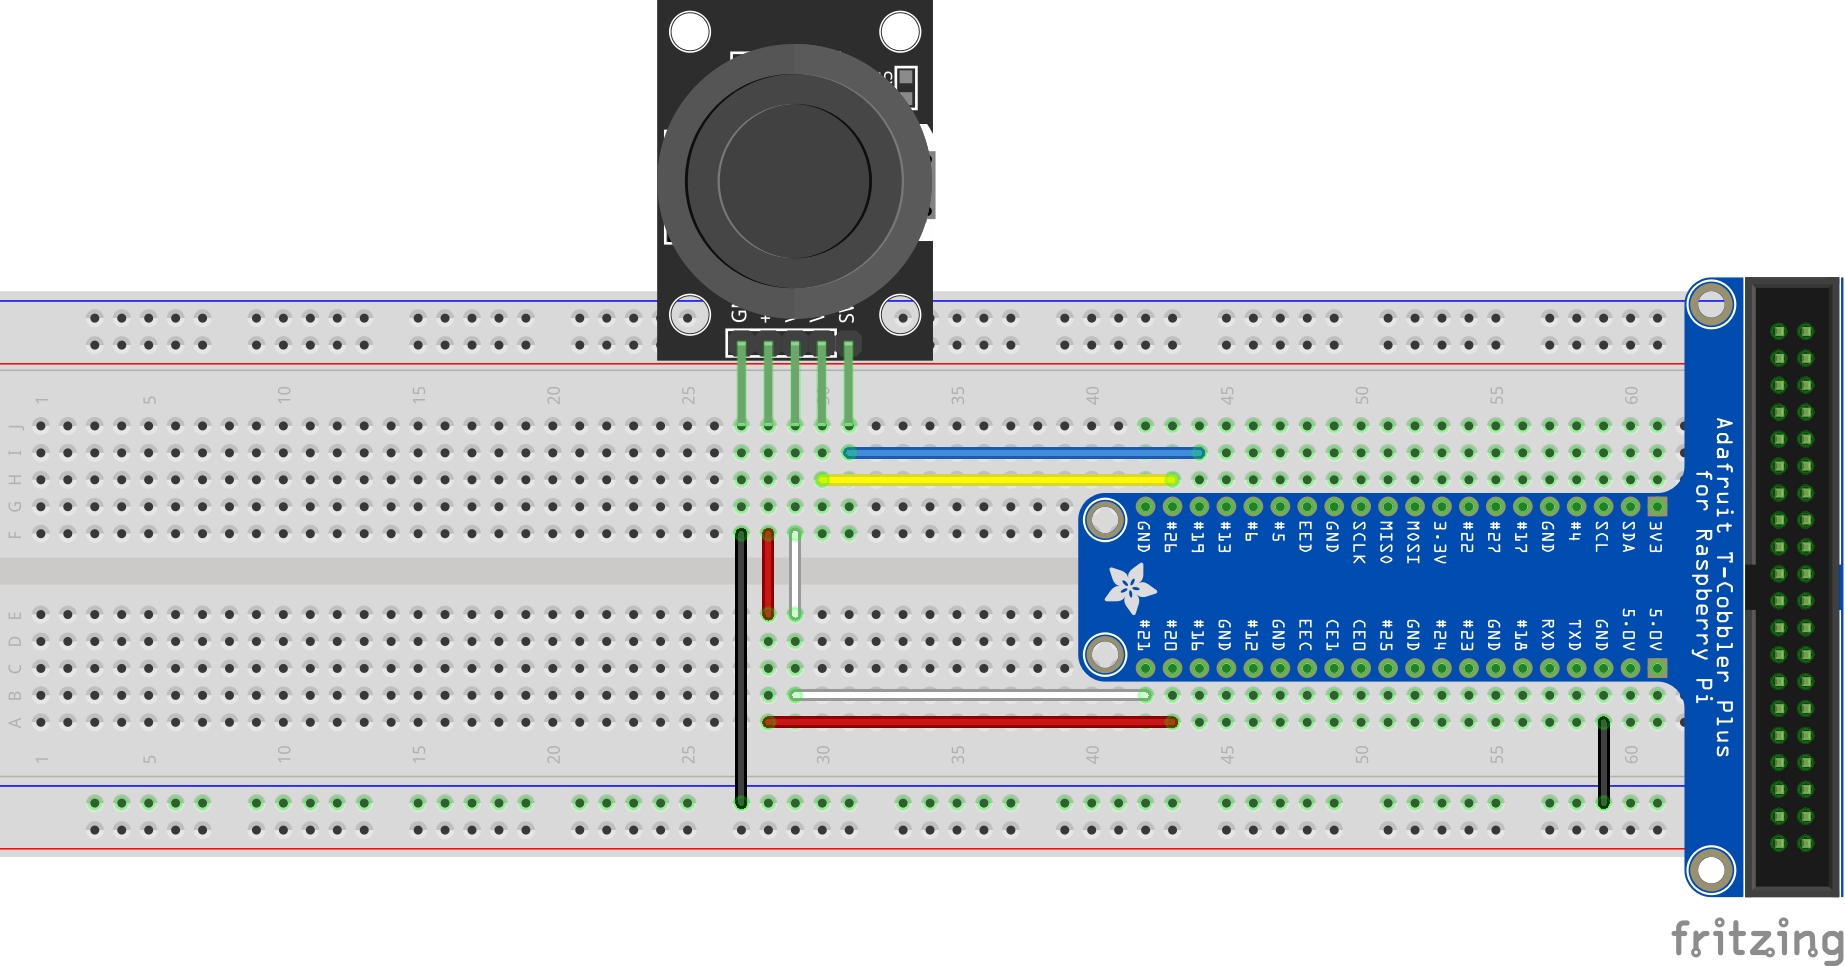 G
+
S
1 5 10 15 20 25 30 35 40 45 50 55 60
J
I
H
G
F
GND #26 #19 #13 #6 #5 EED GND SCLK MISO MOSI 3.3V #22 #27 #17 GND #4 SCL SDA 3V3
E
D
C
B
A
#21 #20 #16 GND #12 GND EEC CE1 CE0 #25 GND #24 #23 GND #18 RXD TXD GND 5.0V 5.0V
1 5 10 15 20 25 30 35 40 45 50 55 60
Adafruit T-Cobbler Plus
for Raspberry Pi
fritzing